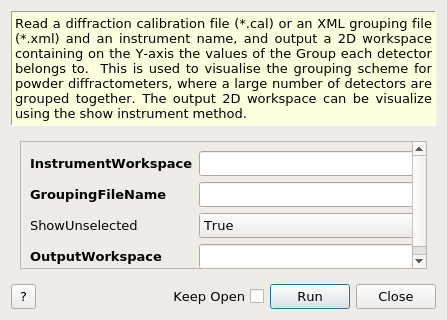 Read a diffraction calibration file (*.cal) or an XML grouping file
(*.xml) and an instrument name, and output a 2D workspace
containing on the Y-axis the values of the Group each detector
belongs to.  This is used to visualise the grouping scheme for
powder diffractometers, where a large number of detectors are
grouped together. The output 2D workspace can be visualize
using the show instrument method.
InstrumentWorkspace
GroupingFileName
ShowUnselected True
OutputWorkspace
? Keep Open Run Close